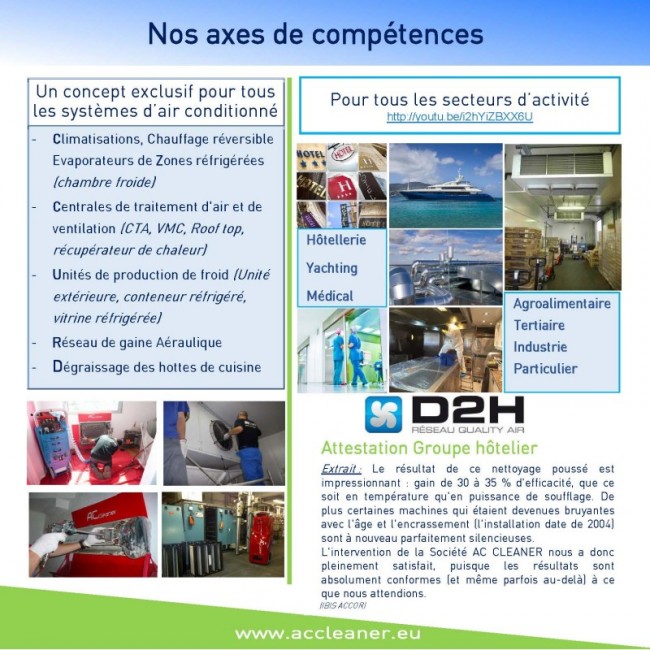 Nos axes de compétences
Un concept exclusif pour tous
les systèmes d'air conditionné
- Climatisations, Chauffage réversible
Evaporateurs de Zones réfrigérées
(chambre froide)
- Centrales de traitement d'air et de
ventilation (CTA, VMC, Roof top,
récupérateur de chaleur)
- Unités de production de froid (Unité
extérieure, conteneur réfrigéré,
vitrine réfrigérée)
- Réseau de gaine Aéraulique
- Dégraissage des hottes de cuisine
ACcleaner
Pour tous les secteurs d'activité
http://youtu.be/i2hYiZBXX6U
HOTEL
HOTEL
H
Hôtellerie
Yachting
Médical
Agroalimentaire
Tertiaire
Industrie
Particulier
D2H
RÉSEAU QUALITY AIR
Attestation Groupe hôtelier
Extrait : Le résultat de ce nettoyage poussé est
impressionnant : gain de 30 à 35 % d'efficacité, que ce
soit en température qu'en puissance de soufflage. De
plus certaines machines qui étaient devenues bruyantes
avec l'âge et l'encrassement (l'installation date de 2004)
sont à nouveau parfaitement silencieuses.
L'intervention de la Société AC CLEANER nous a donc
pleinement satisfait, puisque les résultats sont
absolument conformes (et même parfois au-delà) à ce
que nous attendions.
(IBIS ACCOR)
www.accleaner.eu